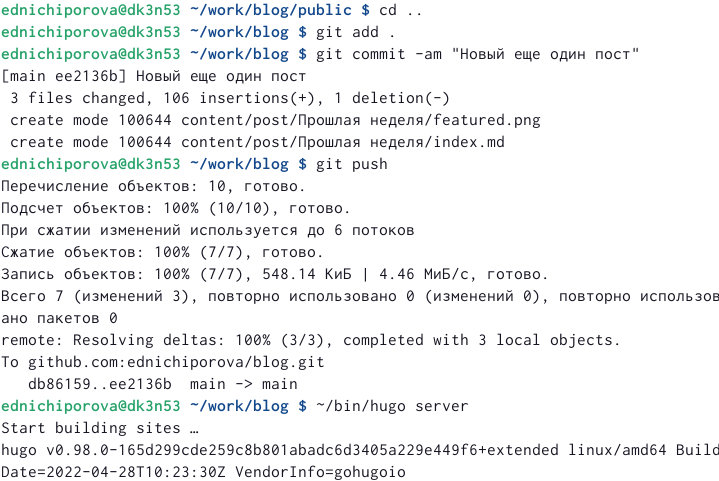 ednichiporova@dk3n53 ~/work/blog/public $ cd ..
ednichiporova@dk3n53 ~/work/blog $ git add .
ednichiporova@dk3n53 ~/work/blog $ git commit -am "Новый еще один пост"
[main ee2136b] Новый еще один пост
 3 files changed, 106 insertions(+), 1 deletion(-)
 create mode 100644 content/post/Прошлая неделя/featured.png
 create mode 100644 content/post/Прошлая неделя/index.md
ednichiporova@dk3n53 ~/work/blog $ git push
Перечисление объектов: 10, готово.
Подсчет объектов: 100% (10/10), готово.
При сжатии изменений используется до 6 потоков
Сжатие объектов: 100% (7/7), готово.
Запись объектов: 100% (7/7), 548.14 КиБ | 4.46 МиБ/с, готово.
Всего 7 (изменений 3), повторно использовано 0 (изменений 0), повторно использов
ано пакетов 0
remote: Resolving deltas: 100% (3/3), completed with 3 local objects.
To github.com:ednichiporova/blog.git
   db86159..ee2136b  main -> main
ednichiporova@dk3n53 ~/work/blog $ ~/bin/hugo server
Start building sites …
hugo v0.98.0-165d299cde259c8b801abadc6d3405a229e449f6+extended linux/amd64 Build
Date=2022-04-28T10:23:30Z VendorInfo=gohugoio